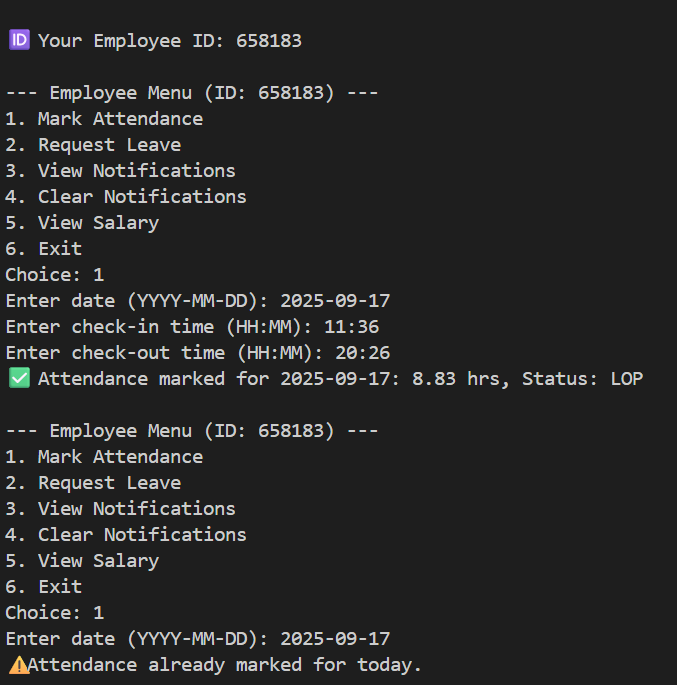 🆔 Your Employee ID: 658183
--- Employee Menu (ID: 658183) ---
1. Mark Attendance
2. Request Leave
3. View Notifications
4. Clear Notifications
5. View Salary
6. Exit
Choice: 1
Enter date (YYYY-MM-DD): 2025-09-17
Enter check-in time (HH:MM): 11:36
Enter check-out time (HH:MM): 20:26
✅ Attendance marked for 2025-09-17: 8.83 hrs, Status: LOP
--- Employee Menu (ID: 658183) ---
1. Mark Attendance
2. Request Leave
3. View Notifications
4. Clear Notifications
5. View Salary
6. Exit
Choice: 1
Enter date (YYYY-MM-DD): 2025-09-17
⚠️Attendance already marked for today.